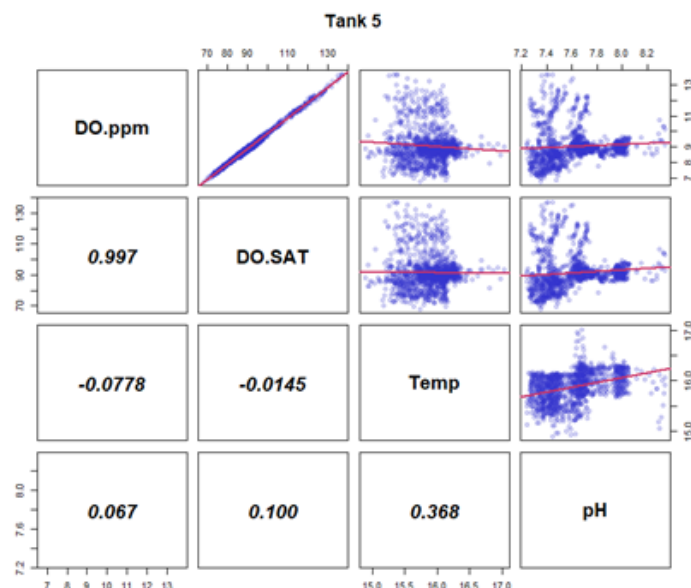 Tank 5
70 80 90 110 130
7.2 7.4 7.6 7.8 8.0 8.2
DO.ppm
7 8 9 11 13
70 90 110 130
0.997
DO.SAT
-0.0778
-0.0145
Temp
15.0 16.0 17.0
7.2 7.6 8.0
0.067
0.100
0.368
pH
7 8 9 10 11 12 13
15.0 15.5 16.0 16.5 17.0